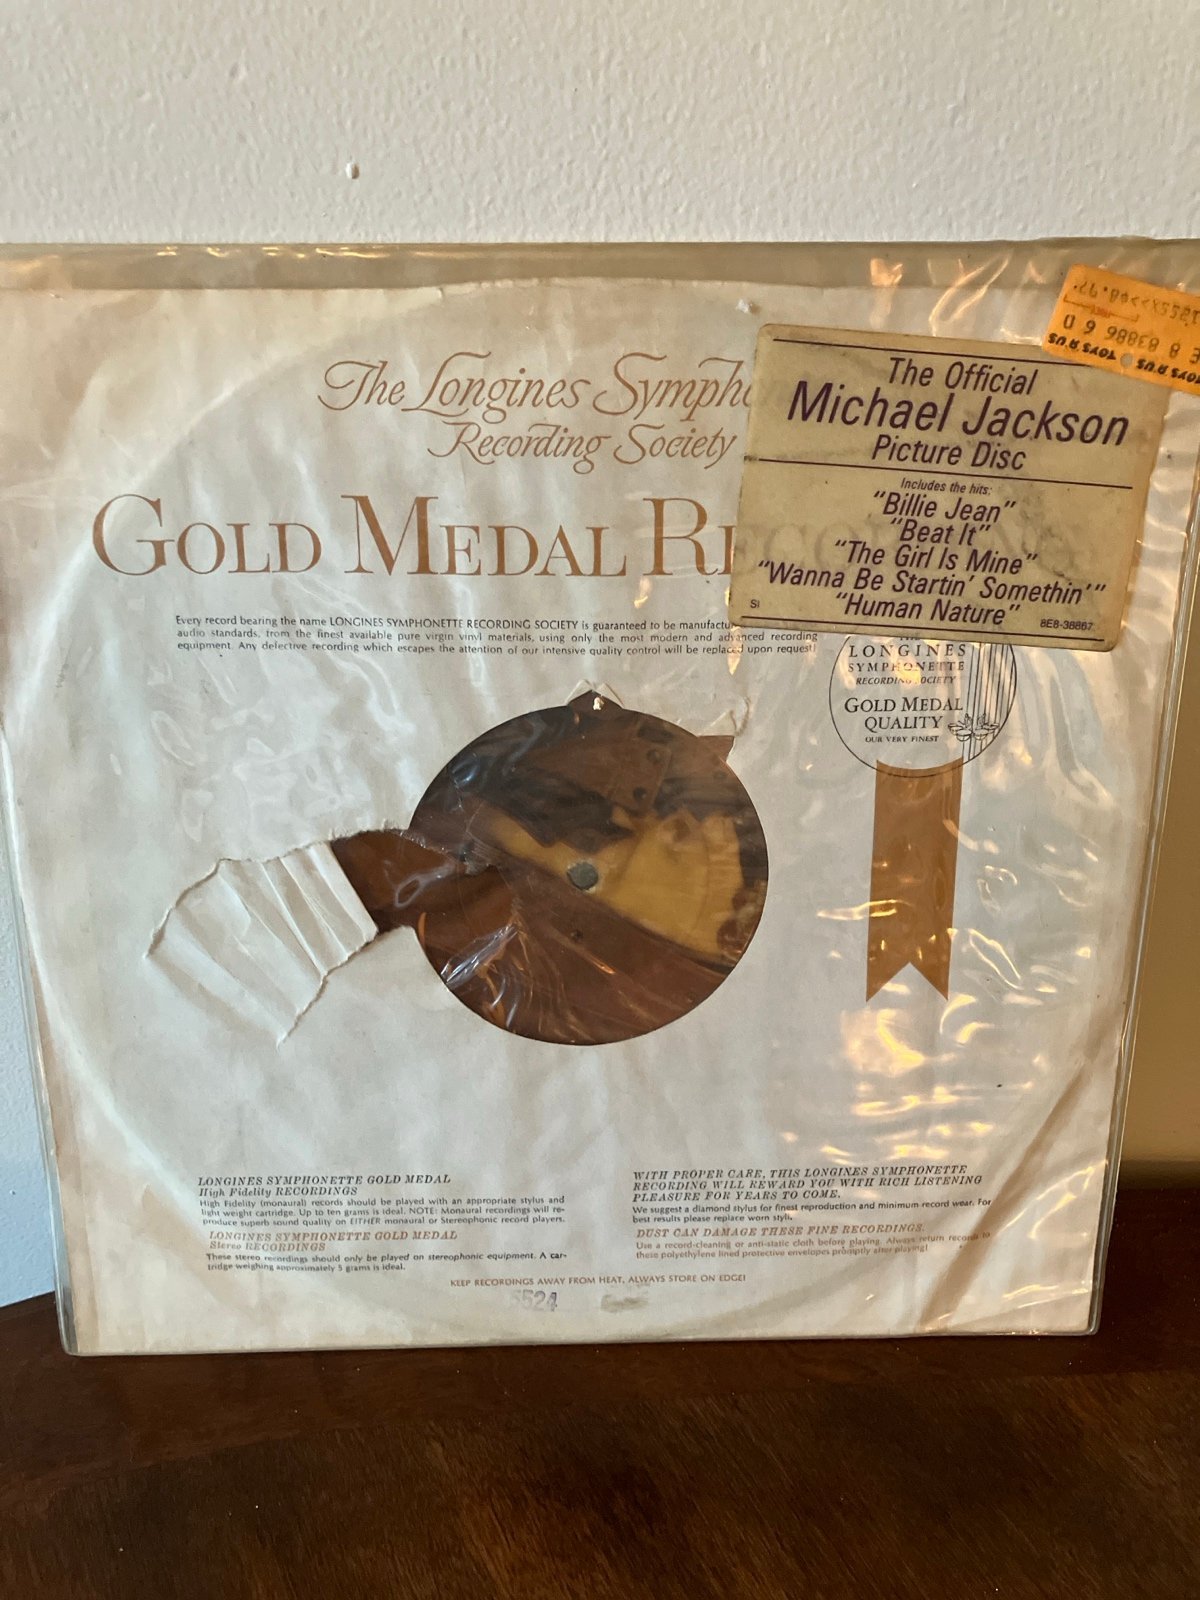 The Longines Sympho
Recording Society
GOLD MEDAL RE
Every record bearing the name LONGINES SYMPHONETTE RECORDING SOCIETY is guaranteed to be manufactu
audio standards, from the finest available pure virgin vinyl materials, using only the most modern and advanced recording
equipment. Any defective recording which escapes the attention of our intensive quality control will be replaced upon request!
TOYS R US
8 83886 6 0
The Official
Michael Jackson
Picture Disc
Includes the hits:
"Billie Jean"
"Beat It"
"The Girl Is Mine"
"Wanna Be Startin' Somethin'"
"Human Nature"
SI
8E8-38867
THE
LONGINES
SYMPHONETTE
RECORDING SOCIETY
GOLD MEDAL
QUALITY
OUR VERY FINEST
LONGINES SYMPHONETTE GOLD MEDAL
High Fidelity RECORDINGS
High Fidelity (monaural) records should be played with an appropriate stylus and
light weight cartridge. Up to ten grams is ideal. NOTE: Monaural recordings will re-
produce superb sound quality on EITHER monaural or Stereophonic record players.
LONGINES SYMPHONETTE GOLD MEDAL
Stereo RECORDINGS
These stereo recordings should only be played on stereophonic equipment. A car-
tridge weighing approximately 5 grams is ideal.
WITH PROPER CARE, THIS LONGINES SYMPHONETTE
RECORDING WILL REWARD YOU WITH RICH LISTENING
PLEASURE FOR YEARS TO COME.
We suggest a diamond stylus for finest reproduction and minimum record wear. For
best results please replace worn styli.
DUST CAN DAMAGE THESE FINE RECORDINGS.
Use a record-cleaning or anti-static cloth before playing. Always return records to
these polyethylene lined protective envelopes promptly after playing!
KEEP RECORDINGS AWAY FROM HEAT, ALWAYS STORE ON EDGE!
5524